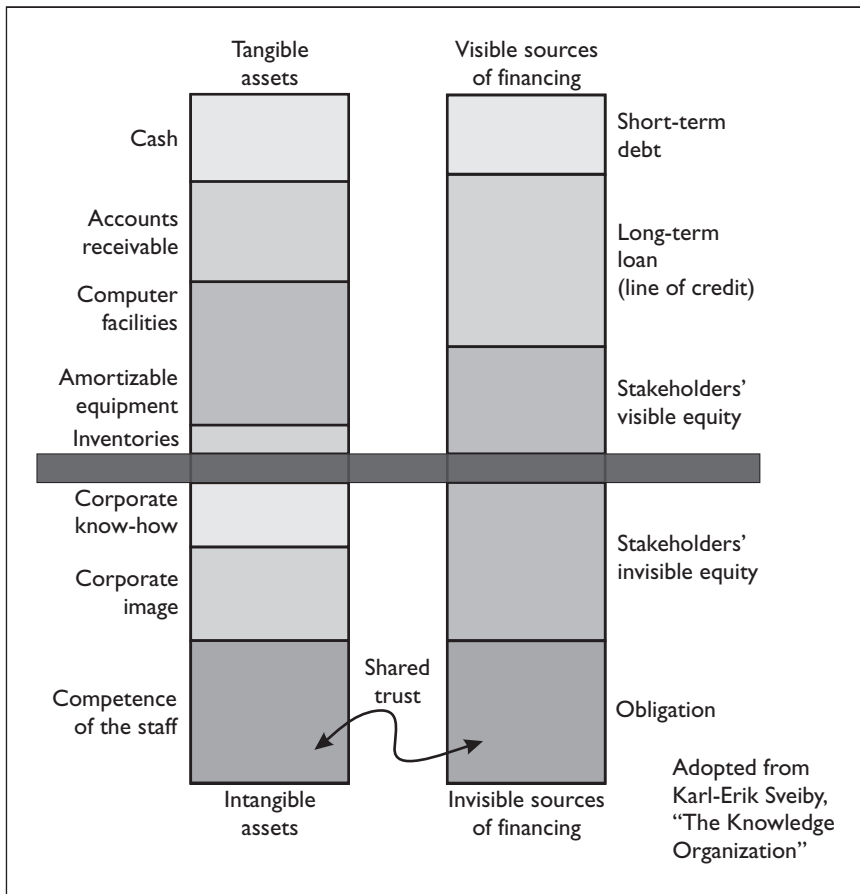 Tangible
assets
Visible sources
of financing
Cash
Accounts
receivable
Computer
facilities
Amortizable
equipment
Inventories
Corporate
know-how
Corporate
image
Competence
of the staff
Short-term
debt
Long-term
loan
(line of credit)
Stakeholders’
visible equity
Stakeholders’
invisible equity
Obligation
Shared
trust
Intangible
assets
Invisible sources
of financing
Adopted from
Karl-Erik Sveiby,
“The Knowledge
Organization”